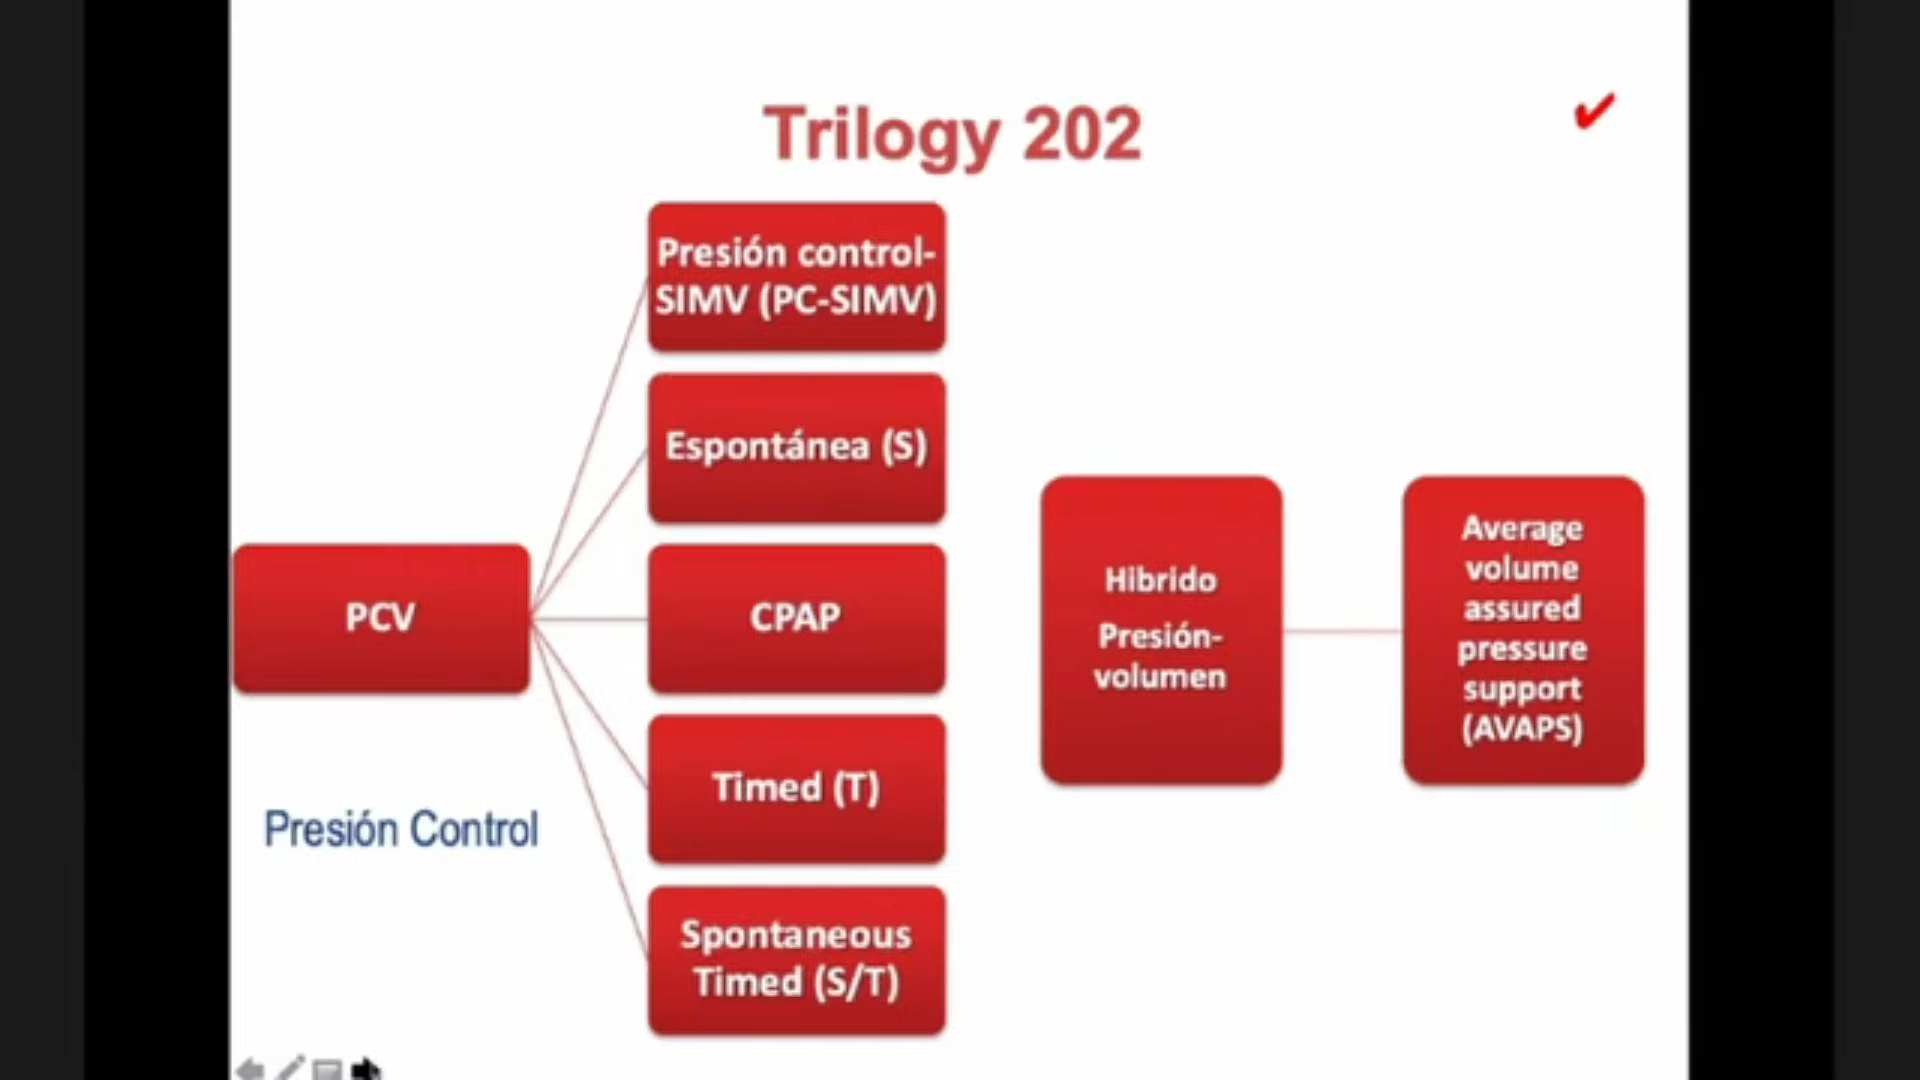 Trilogy 202
Presión control-
SIMV (PC-SIMV)
Espontánea (S)
PCV
CPAP
Timed (T)
Spontaneous
Timed (S/T)
Presión Control
Hibrido
Presión-
volumen
Average
volume
assured
pressure
support
(AVAPS)